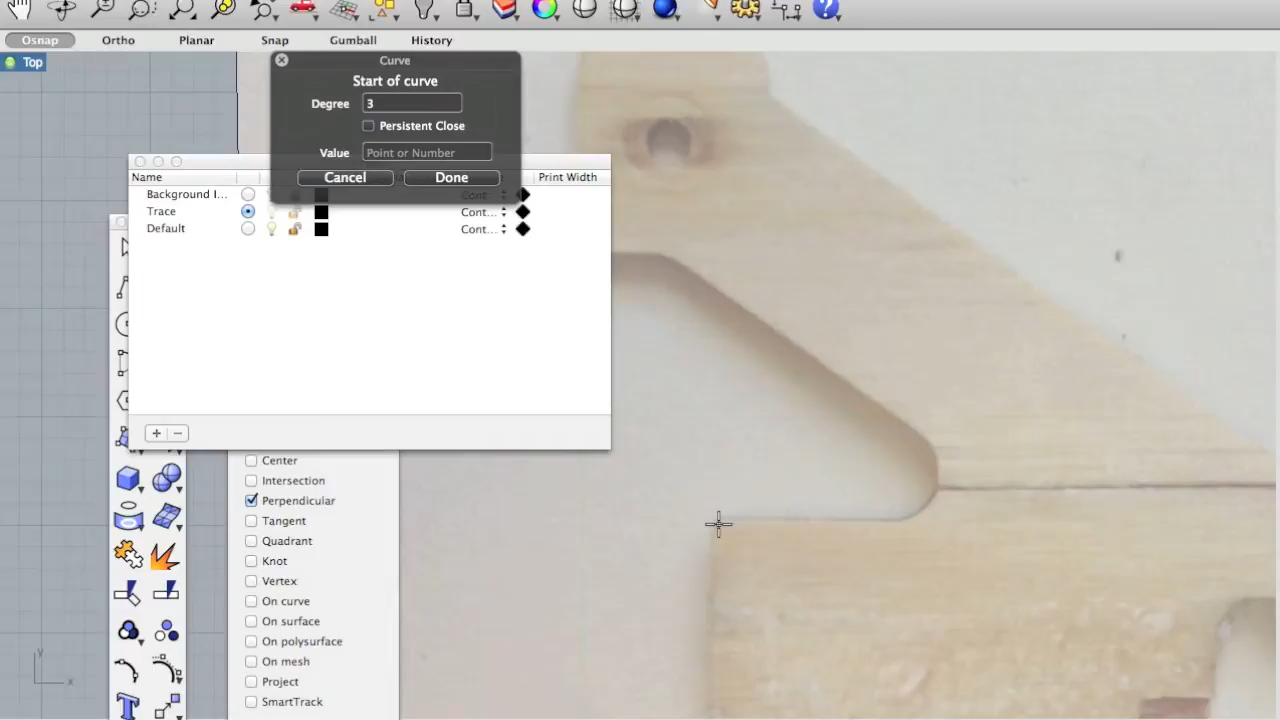 Osnap Ortho Planar Snap Gumball History
Top
Curve
Start of curve
Degree 3
Persistent Close
Value Point or Number
Cancel Done
Name Print Width
Background I... Cont...
Trace Cont...
Default Cont...
Center
Intersection
Perpendicular
Tangent
Quadrant
Knot
Vertex
On curve
On surface
On polysurface
On mesh
Project
SmartTrack
y
x